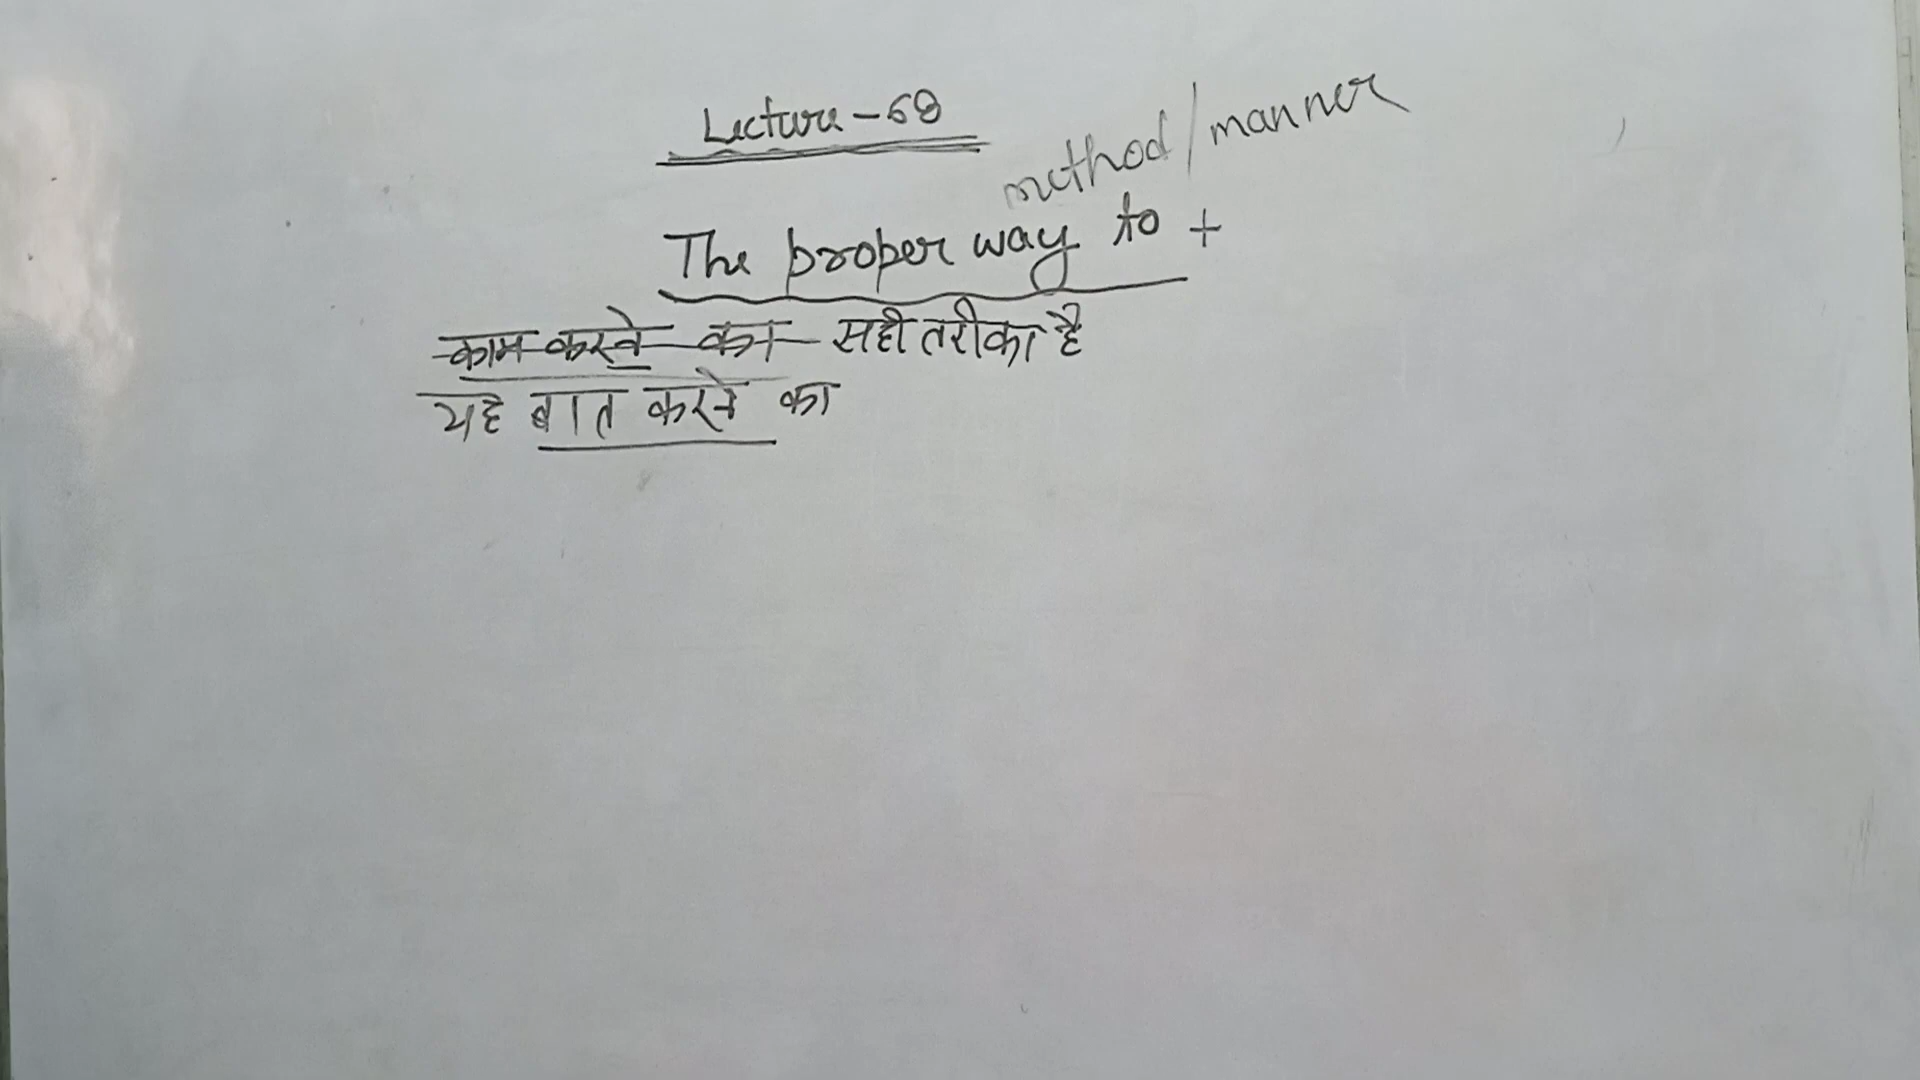 Lecture - 68
method / manner
The proper way to +
काम करने का सही तरीका है
यह बात करने का